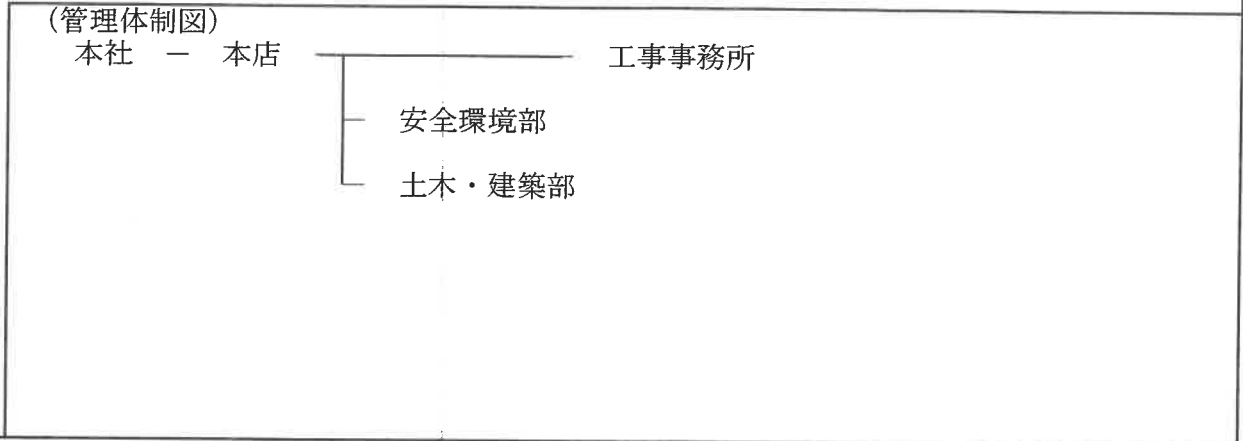 (管理体制図)
本社 － 本店 工事事務所
安全環境部
土木・建築部